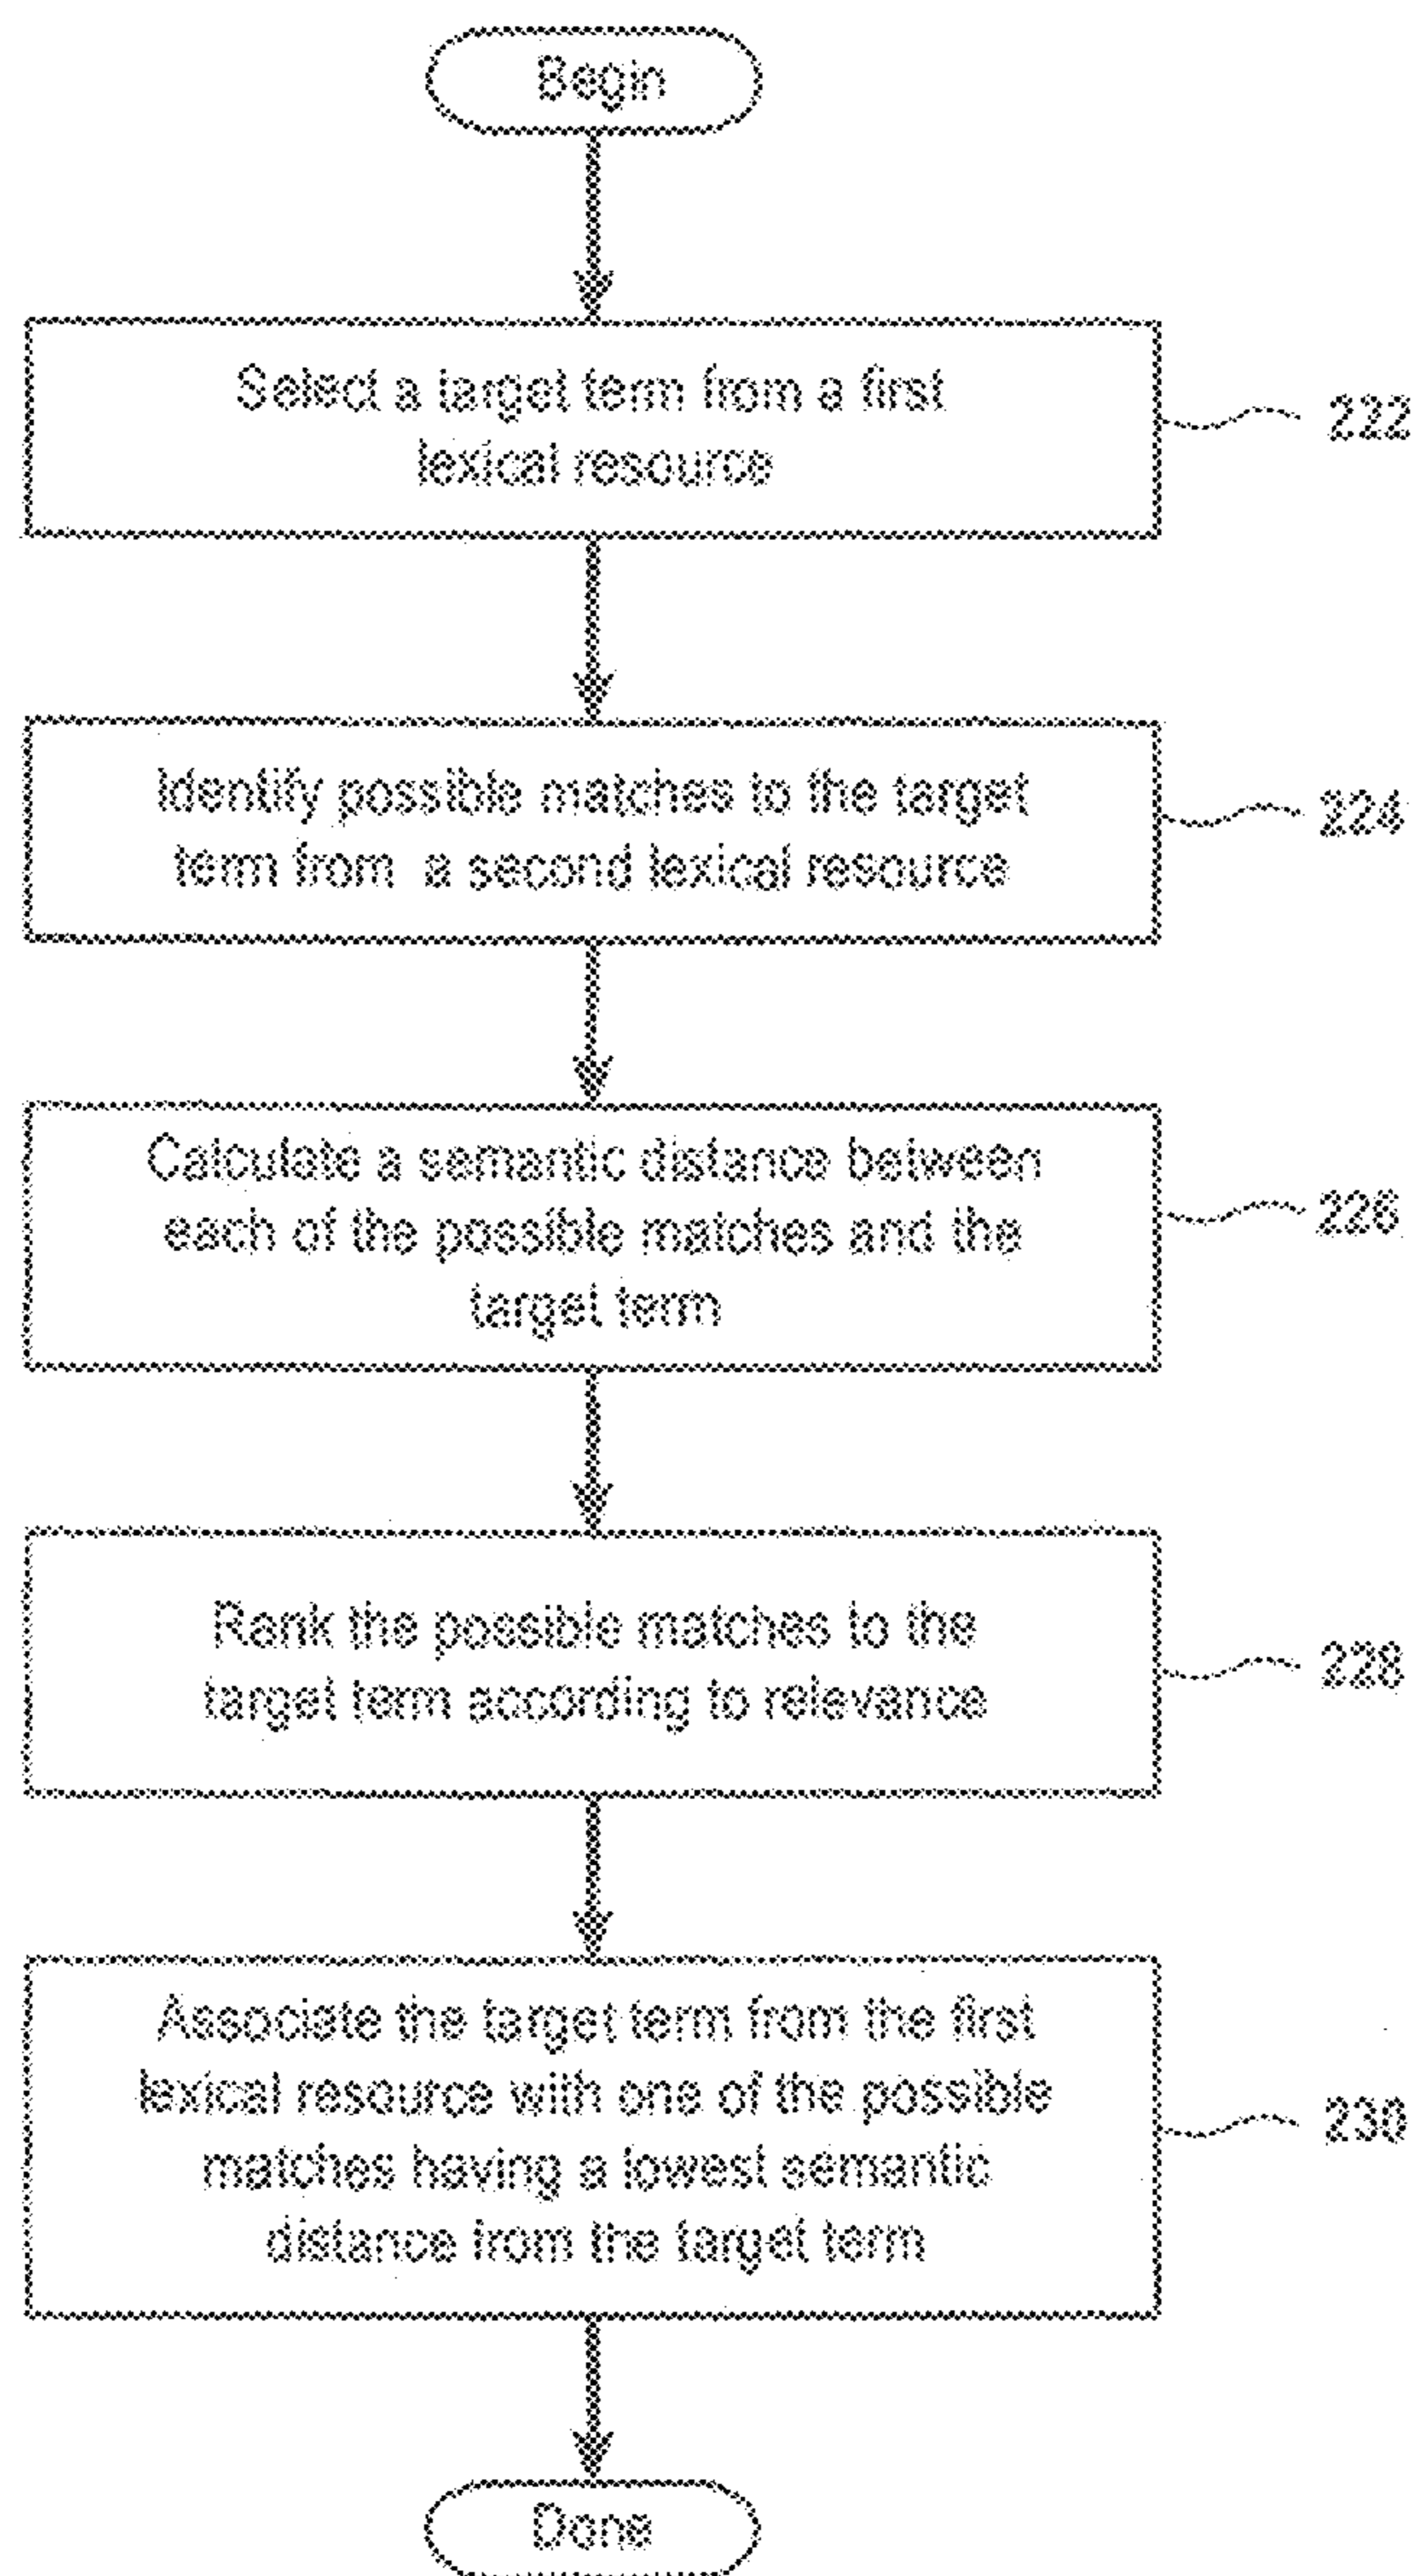 Begin
Select a target term from a first
lexical resource
222
Identify possible matches to the target
term from a second lexical resource
224
Calculate a semantic distance between
each of the possible matches and the
target term
226
Rank the possible matches to the
target term according to relevance
228
Associate the target term from the first
lexical resource with one of the possible
matches having a lowest semantic
distance from the target term
230
Done